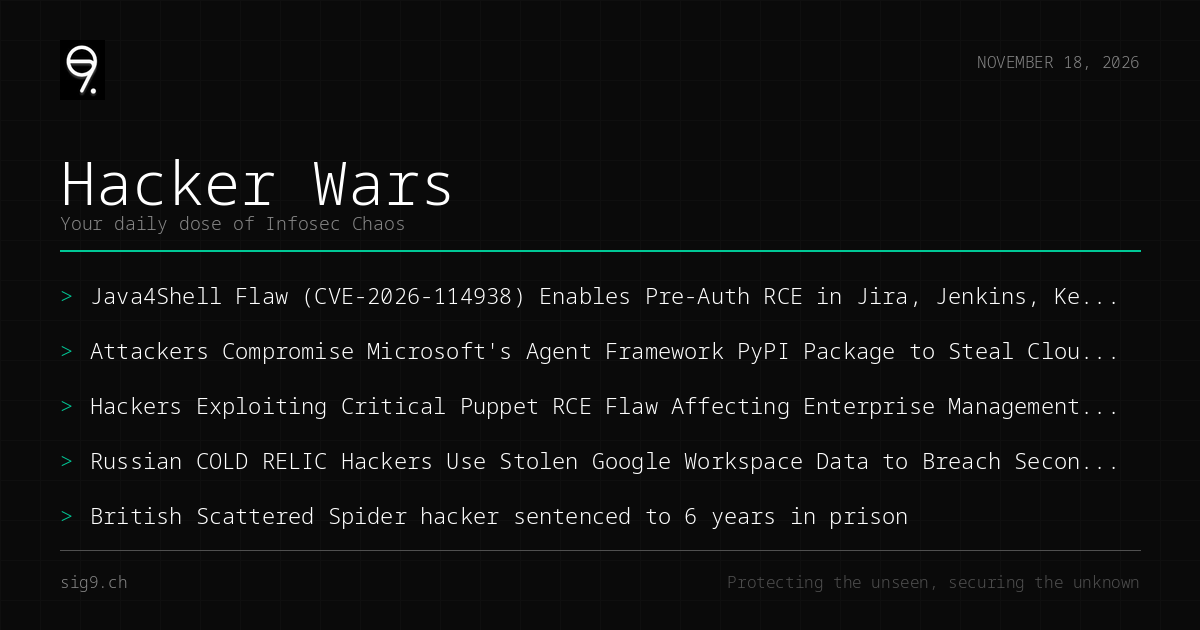 9.
NOVEMBER 18, 2026
Hacker Wars
Your daily dose of Infosec Chaos
> Java4Shell Flaw (CVE-2026-114938) Enables Pre-Auth RCE in Jira, Jenkins, Ke...
> Attackers Compromise Microsoft's Agent Framework PyPI Package to Steal Clou...
> Hackers Exploiting Critical Puppet RCE Flaw Affecting Enterprise Management...
> Russian COLD RELIC Hackers Use Stolen Google Workspace Data to Breach Secon...
> British Scattered Spider hacker sentenced to 6 years in prison
sig9.ch
Protecting the unseen, securing the unknown